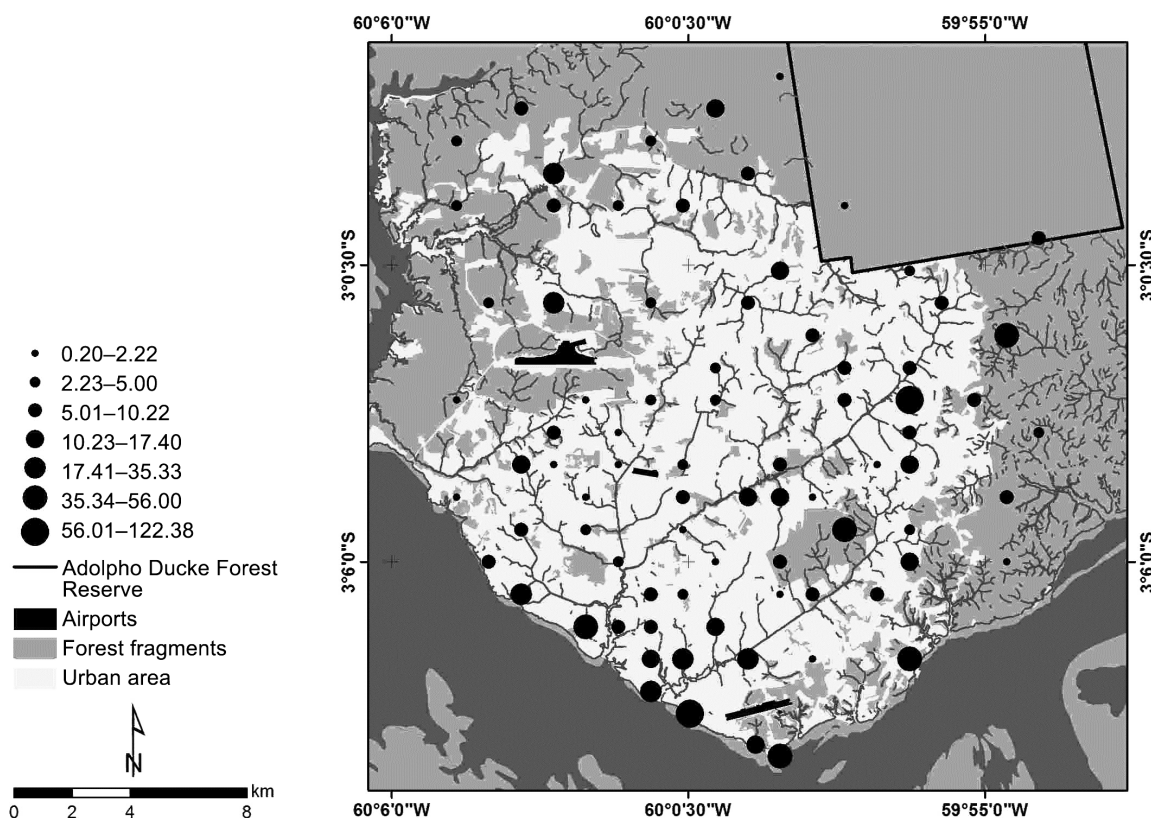 60°6'0"W 60°0'30"W 59°55'0"W
3°0'30"S 3°0'30"S
0.20–2.22
2.23–5.00
5.01–10.22
10.23–17.40
17.41–35.33
35.34–56.00
56.01–122.38
Adolpho Ducke Forest
Reserve
Airports
Forest fragments
Urban area
3°6'0"S 3°6'0"S
N
km
0 2 4 8
60°6'0"W 60°0'30"W 59°55'0"W